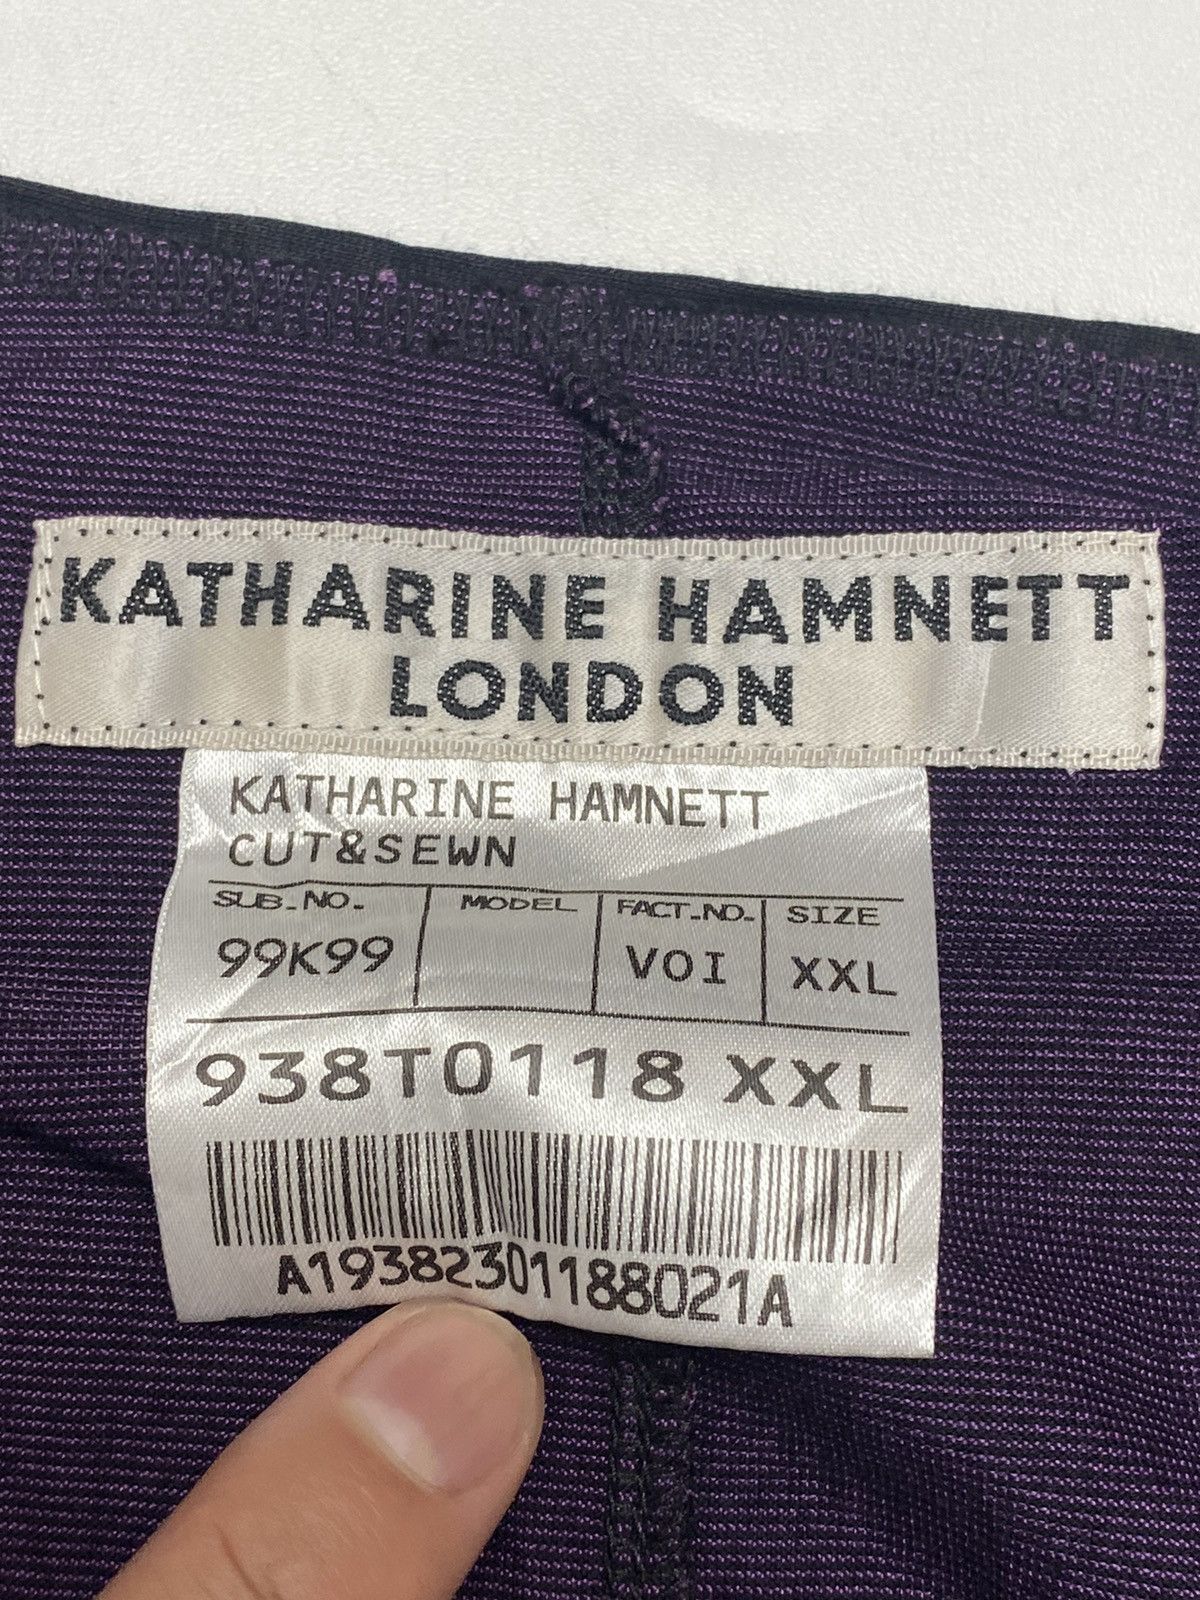 KATHARINE HAMNETT
LONDON
KATHARINE HAMNETT
CUT&SEWN
SUB.NO. MODEL FACT.NO. SIZE
99K99 VOI XXL
938T0118 XXL
A19382301188021A